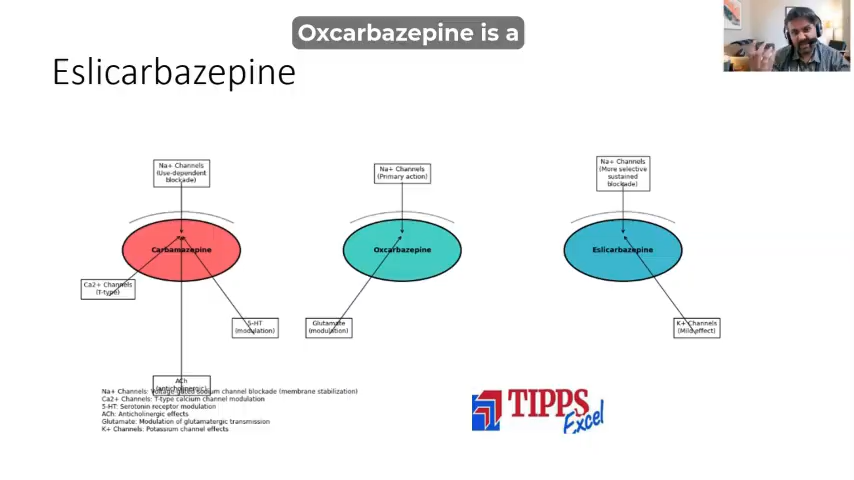 Oxcarbazepine is a
Eslicarbazepine
Na+ Channels
(Use-dependent
blockade)
Na+ Channels
(Primary action)
Na+ Channels
(More selective
sustained
blockade)
Carbamazepine
Oxcarbazepine
Eslicarbazepine
Ca2+ Channels
(T-type)
5-HT
(modulation)
Glutamate
(modulation)
K+ Channels
(Mild effect)
ACh
(anticholinergic)
Na+ Channels: Voltage-gated sodium channel blockade (membrane stabilization)
Ca2+ Channels: T-type calcium channel modulation
5-HT: Serotonin receptor modulation
ACh: Anticholinergic effects
Glutamate: Modulation of glutamatergic transmission
K+ Channels: Potassium channel effects
TIPPS
Excel